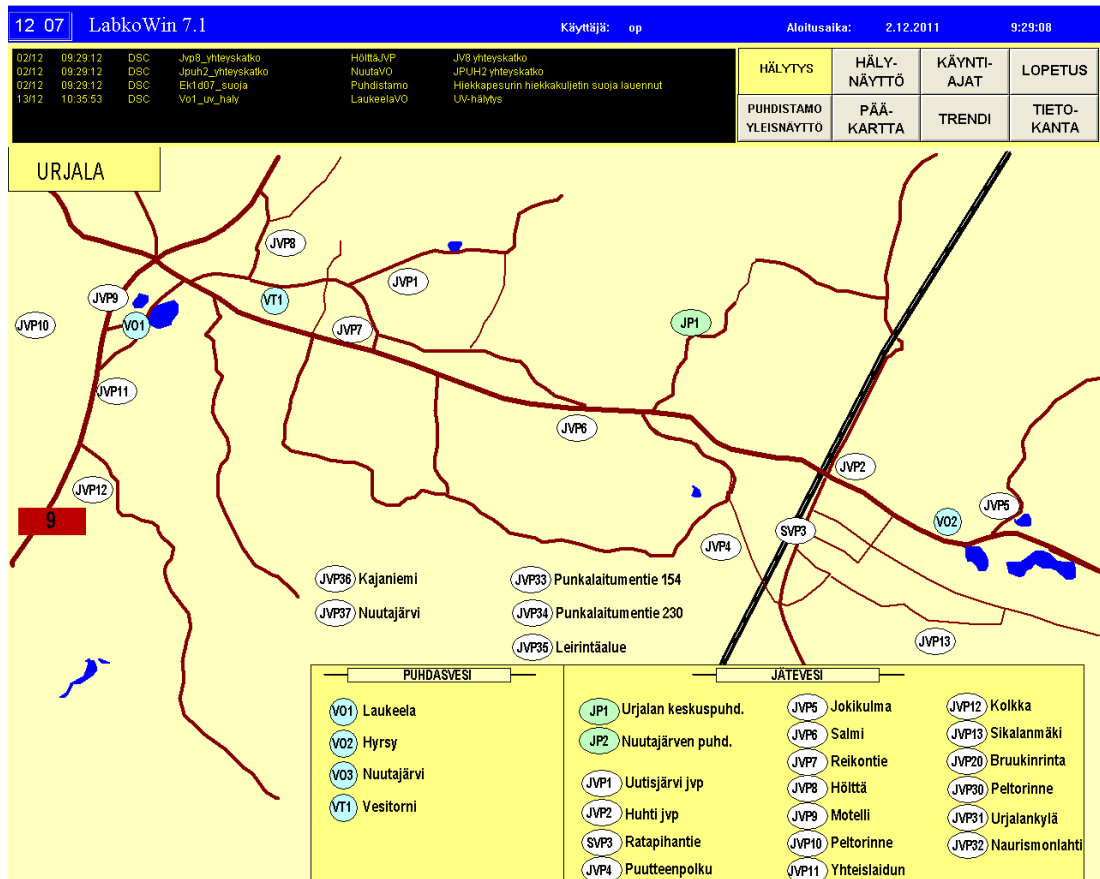 12 07 LabkoWin 7.1 Käyttäjä: op Aloitusaika: 2.12.2011 9:29:08
02/12 09:29:12 DSC Jvp8_yhteyskatko HölttäJVP JV8 yhteyskatko
02/12 09:29:12 DSC Jpuh2_yhteyskatko NuutaVO JPUH2 yhteyskatko
02/12 09:29:12 DSC Ek1d07_suoja Puhdistamo Hiekkapesurin hiekkakuljetin suoja lauennut
13/12 10:35:53 DSC Vo1_uv_haly LaukeelaVO UV-hälytys
HÄLYTYS
HÄLY-
NÄYTTÖ
KÄYNTI-
AJAT
LOPETUS
PUHDISTAMO
YLEISNÄYTTÖ
PÄÄ-
KARTTA
TRENDI
TIETO-
KANTA
URJALA
JVP8
JVP1
JVP9
VT1
JVP10
VO1
JVP7
JP1
JVP11
JVP6
JVP2
JVP12
JVP5
9
VO2
SVP3
JVP4
JVP13
JVP36 Kajaniemi
JVP37 Nuutajärvi
JVP33 Punkalaitumentie 154
JVP34 Punkalaitumentie 230
JVP35 Leirintäalue
PUHDASVESI
VO1 Laukeela
VO2 Hyrsy
VO3 Nuutajärvi
VT1 Vesitorni
JÄTEVESI
JP1 Urjalan keskuspuhd.
JP2 Nuutajärven puhd.
JVP1 Uutisjärvi jvp
JVP2 Huhti jvp
SVP3 Ratapihantie
JVP4 Puutteenpolku
JVP5 Jokikulma
JVP6 Salmi
JVP7 Reikontie
JVP8 Hölttä
JVP9 Motelli
JVP10 Peltorinne
JVP11 Yhteislaidun
JVP12 Kolkka
JVP13 Sikalanmäki
JVP20 Bruukinrinta
JVP30 Peltorinne
JVP31 Urjalankylä
JVP32 Naurismonlahti